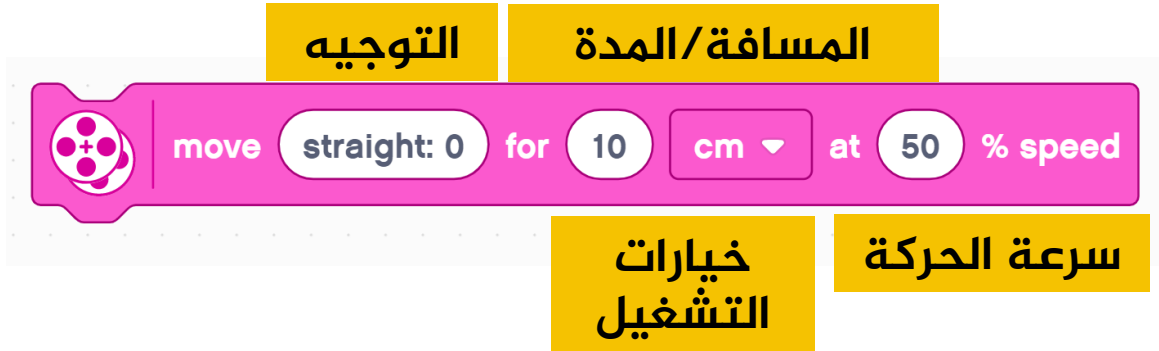 التوجيه
المسافة/المدة
move straight: 0 for 10 cm at 50 % speed
خيارات
التشغيل
سرعة الحركة